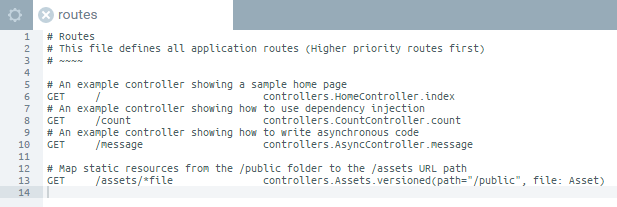 routes
1 # Routes
2 # This file defines all application routes (Higher priority routes first)
3 # ~~~~
4
5 # An example controller showing a sample home page
6 GET     /                           controllers.HomeController.index
7 # An example controller showing how to use dependency injection
8 GET     /count                      controllers.CountController.count
9 # An example controller showing how to write asynchronous code
10 GET     /message                    controllers.AsyncController.message
11
12 # Map static resources from the /public folder to the /assets URL path
13 GET     /assets/*file               controllers.Assets.versioned(path="/public", file: Asset)
14